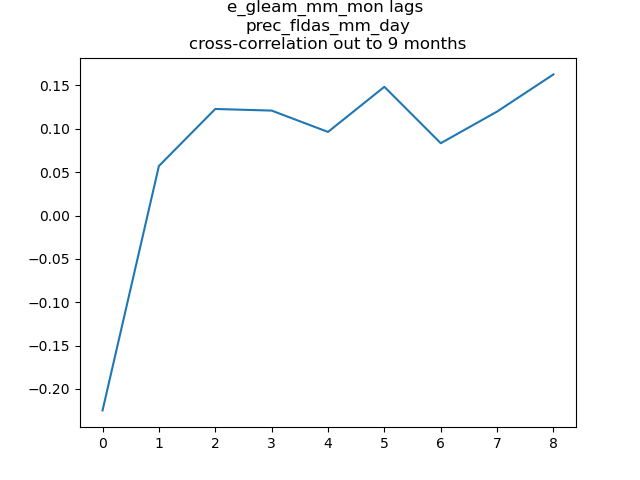 e_gleam_mm_mon lags
prec_fldas_mm_day
cross-correlation out to 9 months
0.15
0.10
0.05
0.00
−0.05
−0.10
−0.15
−0.20
0 1 2 3 4 5 6 7 8